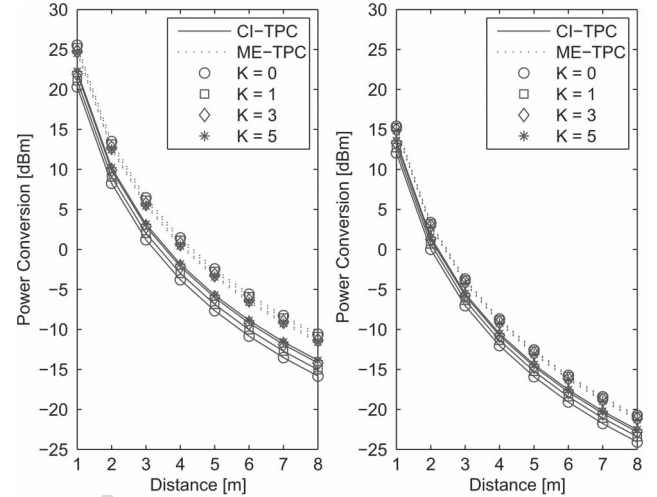 30
25
20
15
10
5
0
−5
−10
−15
−20
−25
Power Conversion [dBm]
1 2 3 4 5 6 7 8
Distance [m]
CI−TPC
ME−TPC
K = 0
K = 1
K = 3
K = 5
30
25
20
15
10
5
0
−5
−10
−15
−20
−25
Power Conversion [dBm]
1 2 3 4 5 6 7 8
Distance [m]
CI−TPC
ME−TPC
K = 0
K = 1
K = 3
K = 5